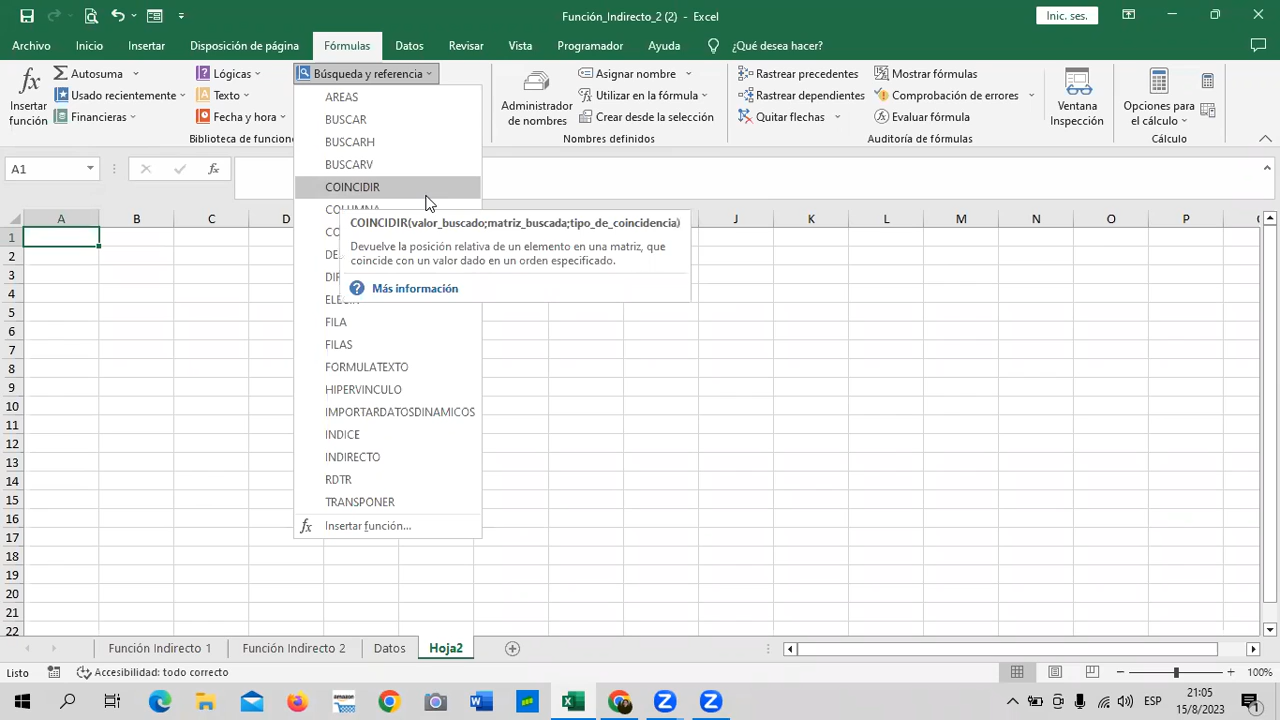 Función_Indirecto_2 (2) - Excel
Inic. ses.
Archivo Inicio Insertar Disposición de página Fórmulas Datos Revisar Vista Programador Ayuda ¿Qué desea hacer?
Insertar función
Autosuma
Usado recientemente
Financieras
Lógicas
Texto
Fecha y hora
Biblioteca de funcione
Búsqueda y referencia
AREAS
BUSCAR
BUSCARH
BUSCARV
COINCIDIR
COLUMNA
CO
DE
DIR
FILA
FILAS
FORMULATEXTO
HIPERVINCULO
IMPORTARDATOSDINAMICOS
INDICE
INDIRECTO
RDTR
TRANSPONER
fx Insertar función...
COINCIDIR(valor_buscado;matriz_buscada;tipo_de_coincidencia)
Devuelve la posición relativa de un elemento en una matriz, que
coincide con un valor dado en un orden especificado.
Más información
Administrador
de nombres
Asignar nombre
Utilizar en la fórmula
Crear desde la selección
Nombres definidos
Rastrear precedentes
Rastrear dependientes
Quitar flechas
Mostrar fórmulas
Comprobación de errores
Evaluar fórmula
Auditoría de fórmulas
Ventana
Inspección
Opciones para
el cálculo
Cálculo
A1
fx
A B C D J K L M N O P
1
2
3
4
5
6
7
8
9
10
11
12
13
14
15
16
17
18
19
20
21
22
Función Indirecto 1 Función Indirecto 2 Datos Hoja2
Listo
Accesibilidad: todo correcto
100%
amazon
ESP
21:05
15/8/2023
1